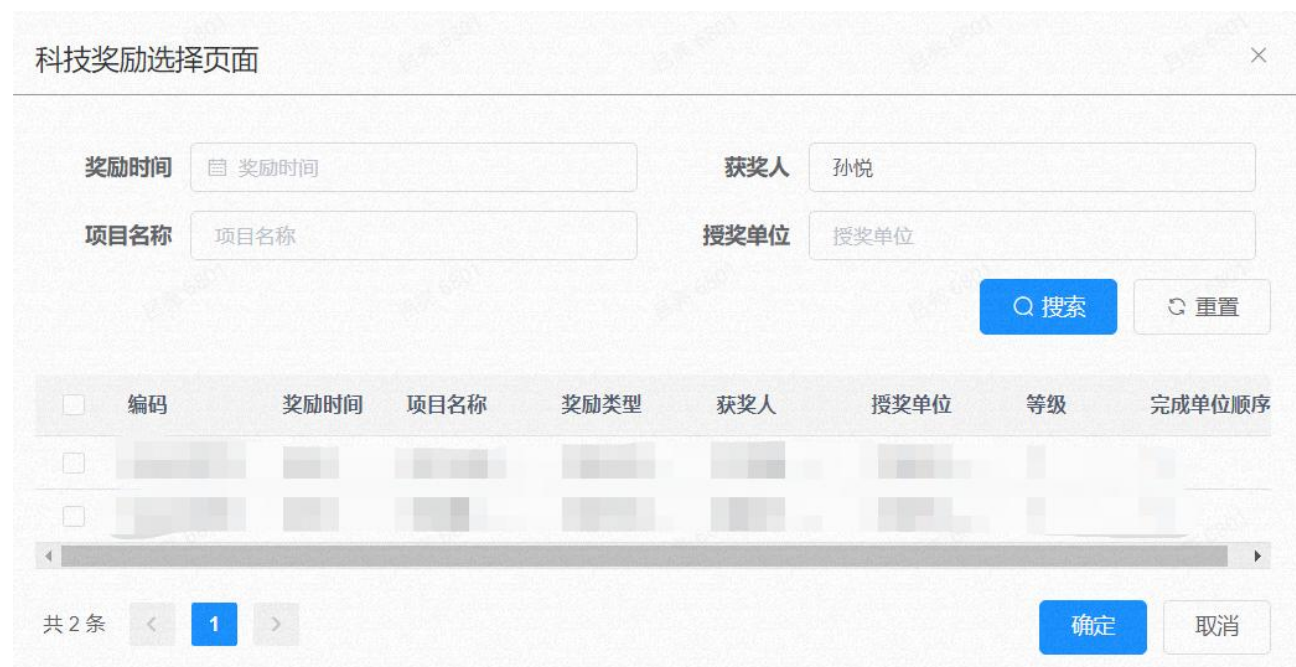 科技奖励选择页面
奖励时间 奖励时间 获奖人 孙悦
项目名称 项目名称 授奖单位 授奖单位
搜索 重置
编码 奖励时间 项目名称 奖励类型 获奖人 授奖单位 等级 完成单位顺序
共 2 条 < 1 > 确定 取消